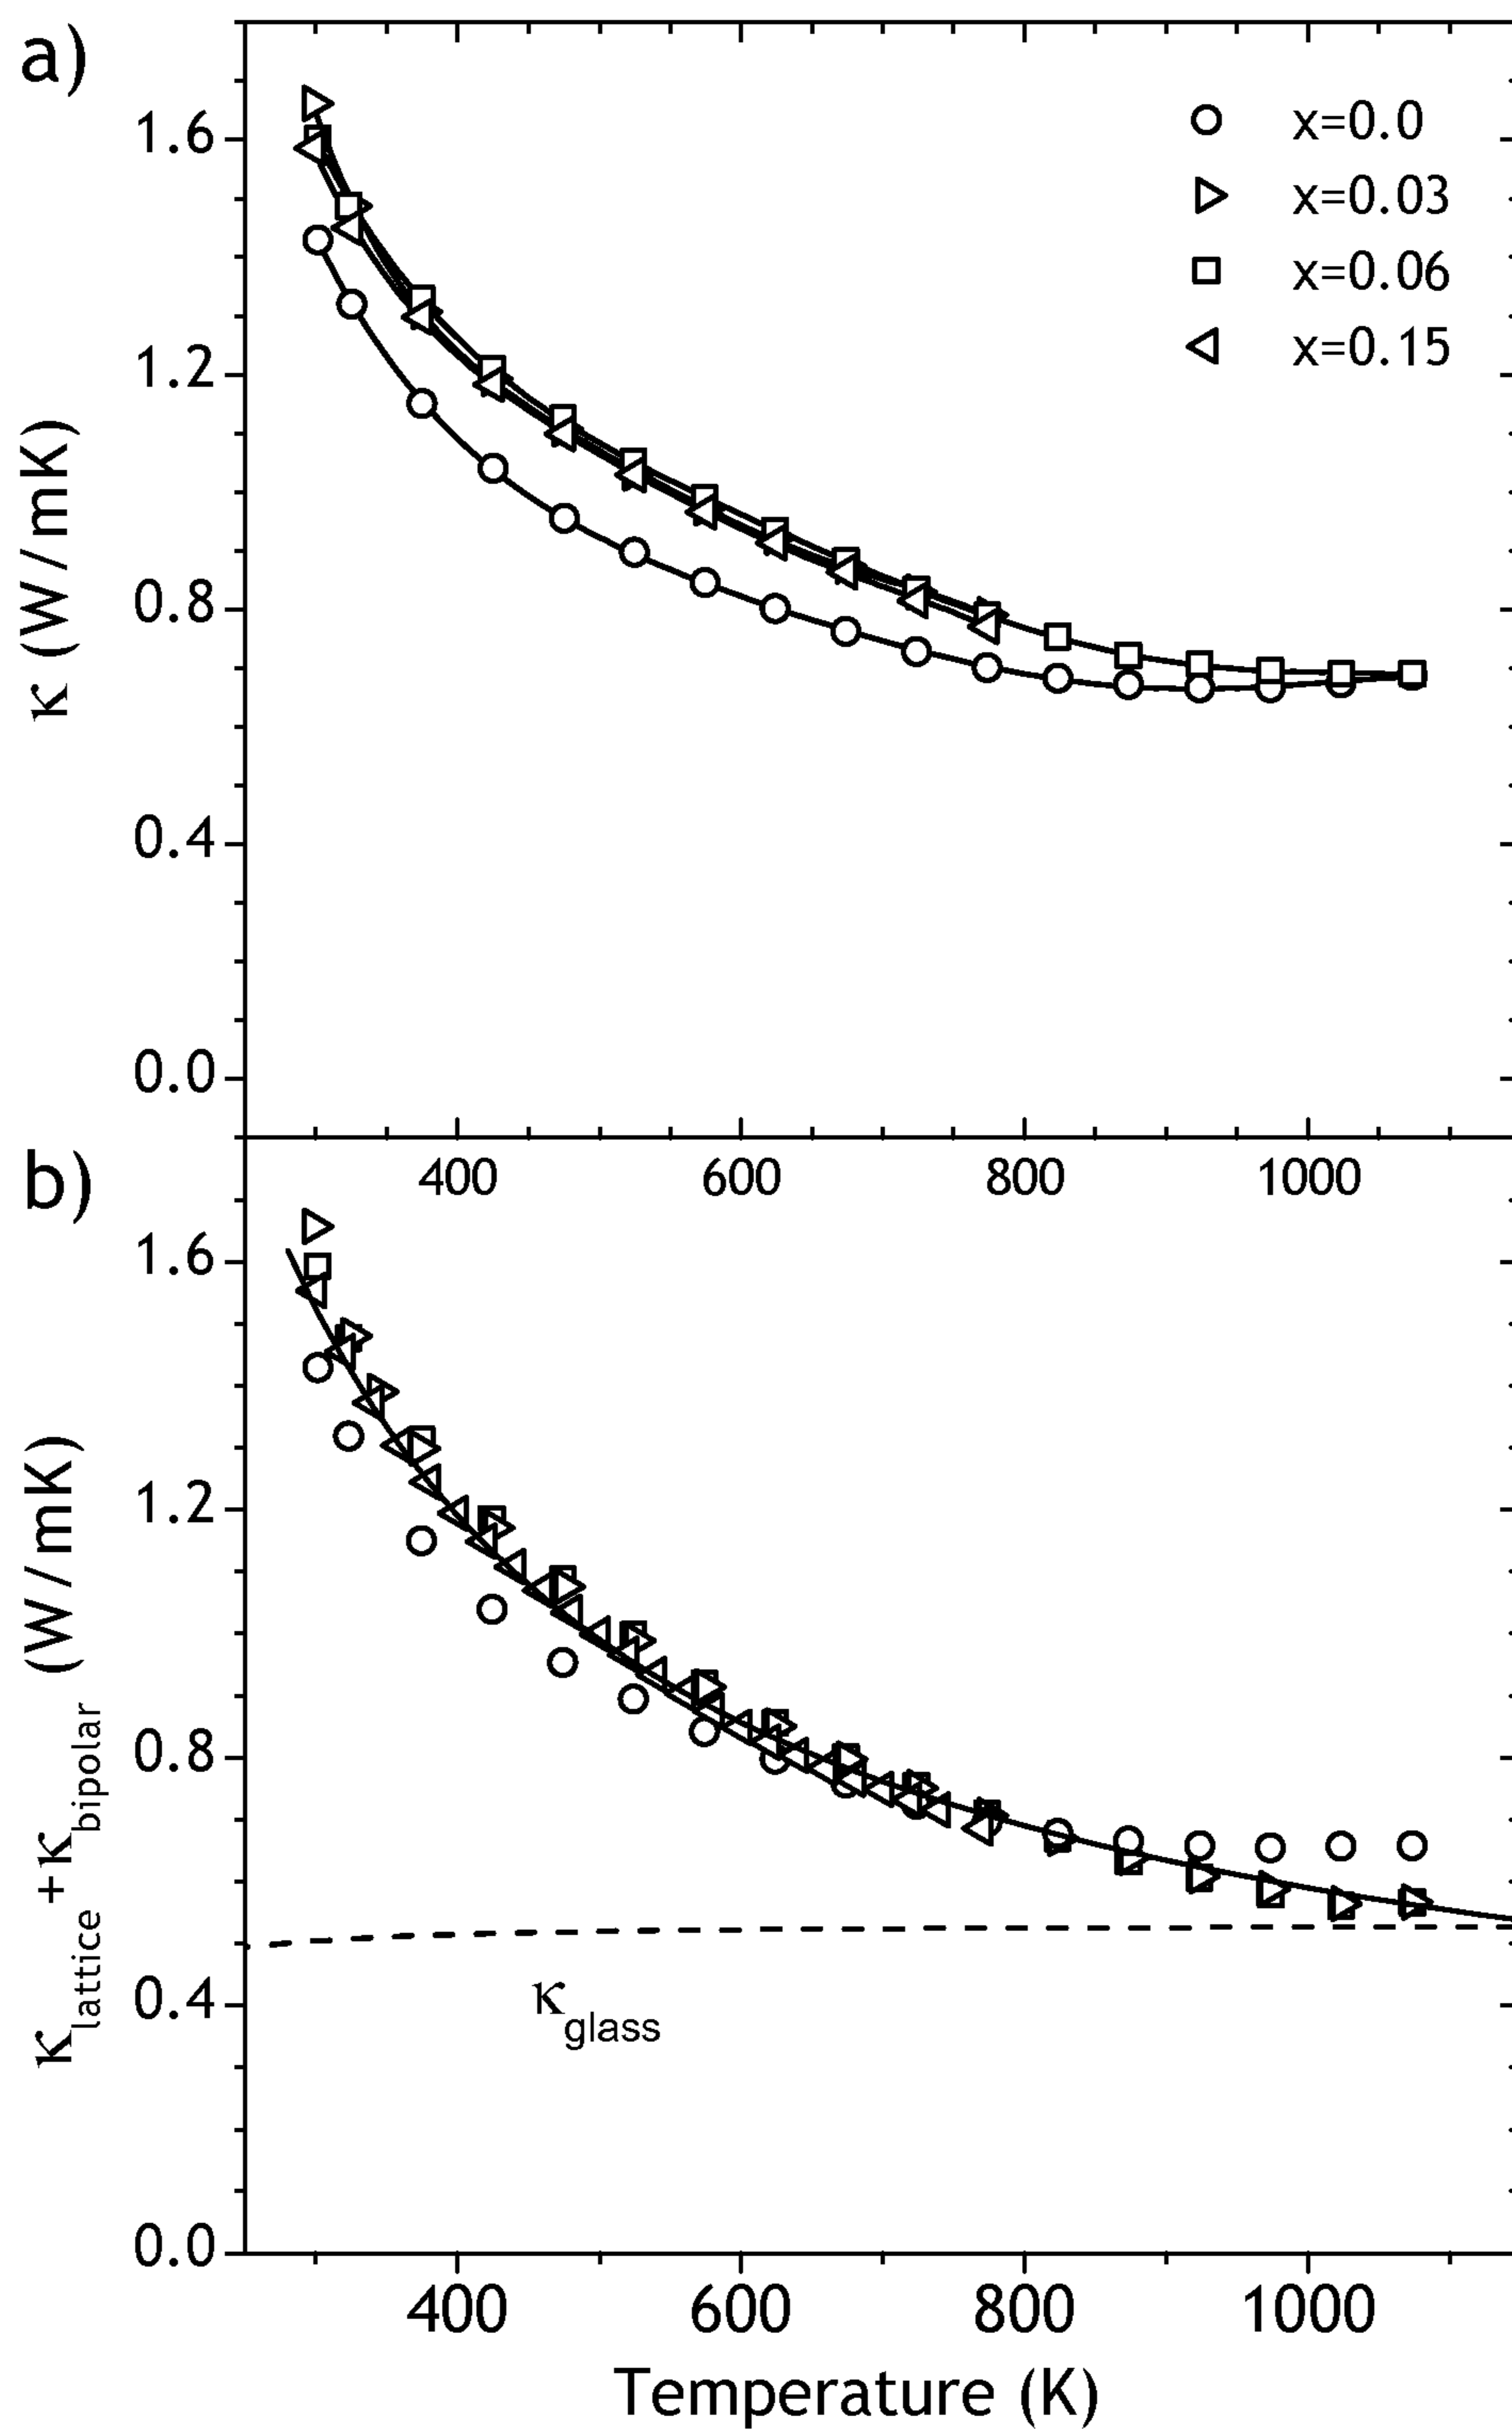 a)
1.6
1.2
0.8
0.4
0.0
κ (W/mK)
x=0.0
x=0.03
x=0.06
x=0.15
400 600 800 1000
b)
1.6
1.2
0.8
0.4
0.0
κlattice +κbipolar (W/mK)
κglass
400 600 800 1000
Temperature (K)